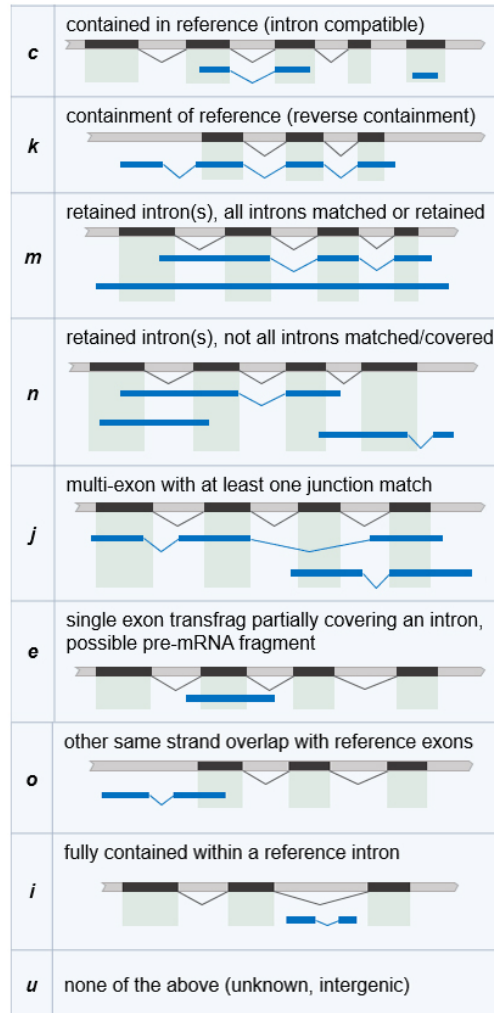 contained in reference (intron compatible)
c
containment of reference (reverse containment)
k
retained intron(s), all introns matched or retained
m
retained intron(s), not all introns matched/covered
n
multi-exon with at least one junction match
j
single exon transfrag partially covering an intron,
possible pre-mRNA fragment
e
other same strand overlap with reference exons
o
fully contained within a reference intron
i
u none of the above (unknown, intergenic)